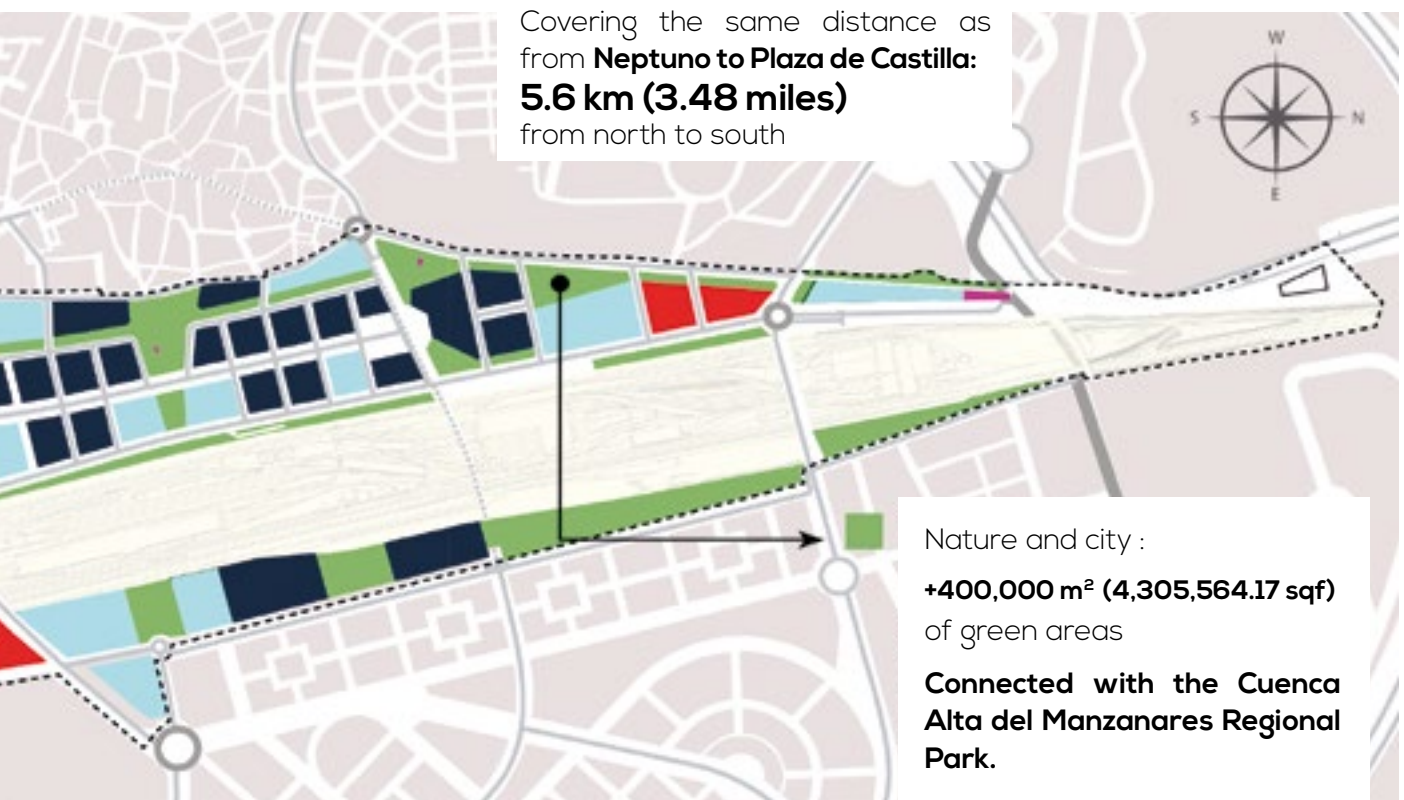 Covering the same distance as
from Neptuno to Plaza de Castilla:
5.6 km (3.48 miles)
from north to south
W
S N
E
Nature and city :
+400,000 m² (4,305,564.17 sqf)
of green areas
Connected with the Cuenca
Alta del Manzanares Regional
Park.